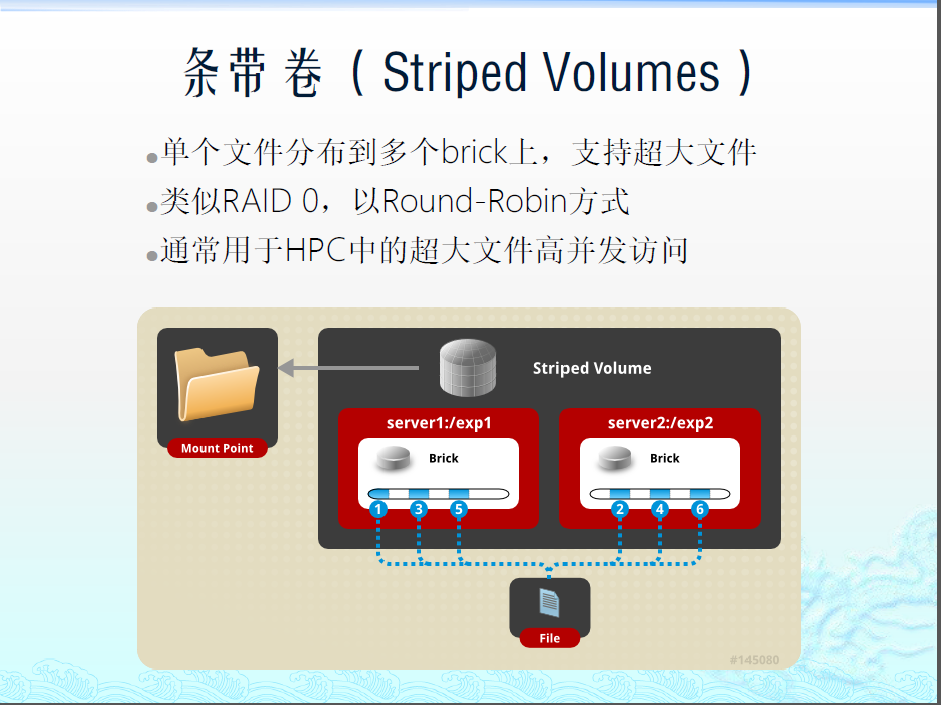 条带卷（Striped Volumes）
●单个文件分布到多个brick上，支持超大文件
●类似RAID 0，以Round-Robin方式
●通常用于HPC中的超大文件高并发访问
Striped Volume
server1:/exp1
server2:/exp2
Mount Point
Brick
Brick
1 3 5
2 4 6
File
#145080